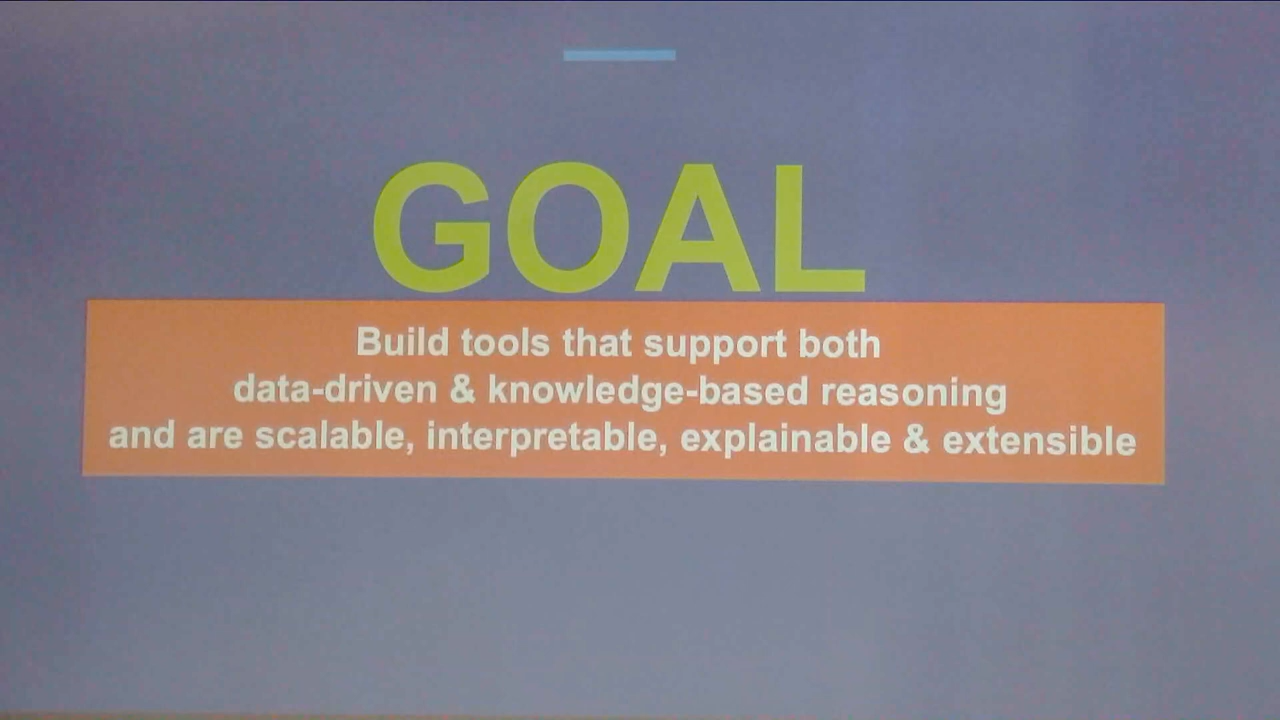 GOAL
Build tools that support both
data-driven & knowledge-based reasoning
and are scalable, interpretable, explainable & extensible